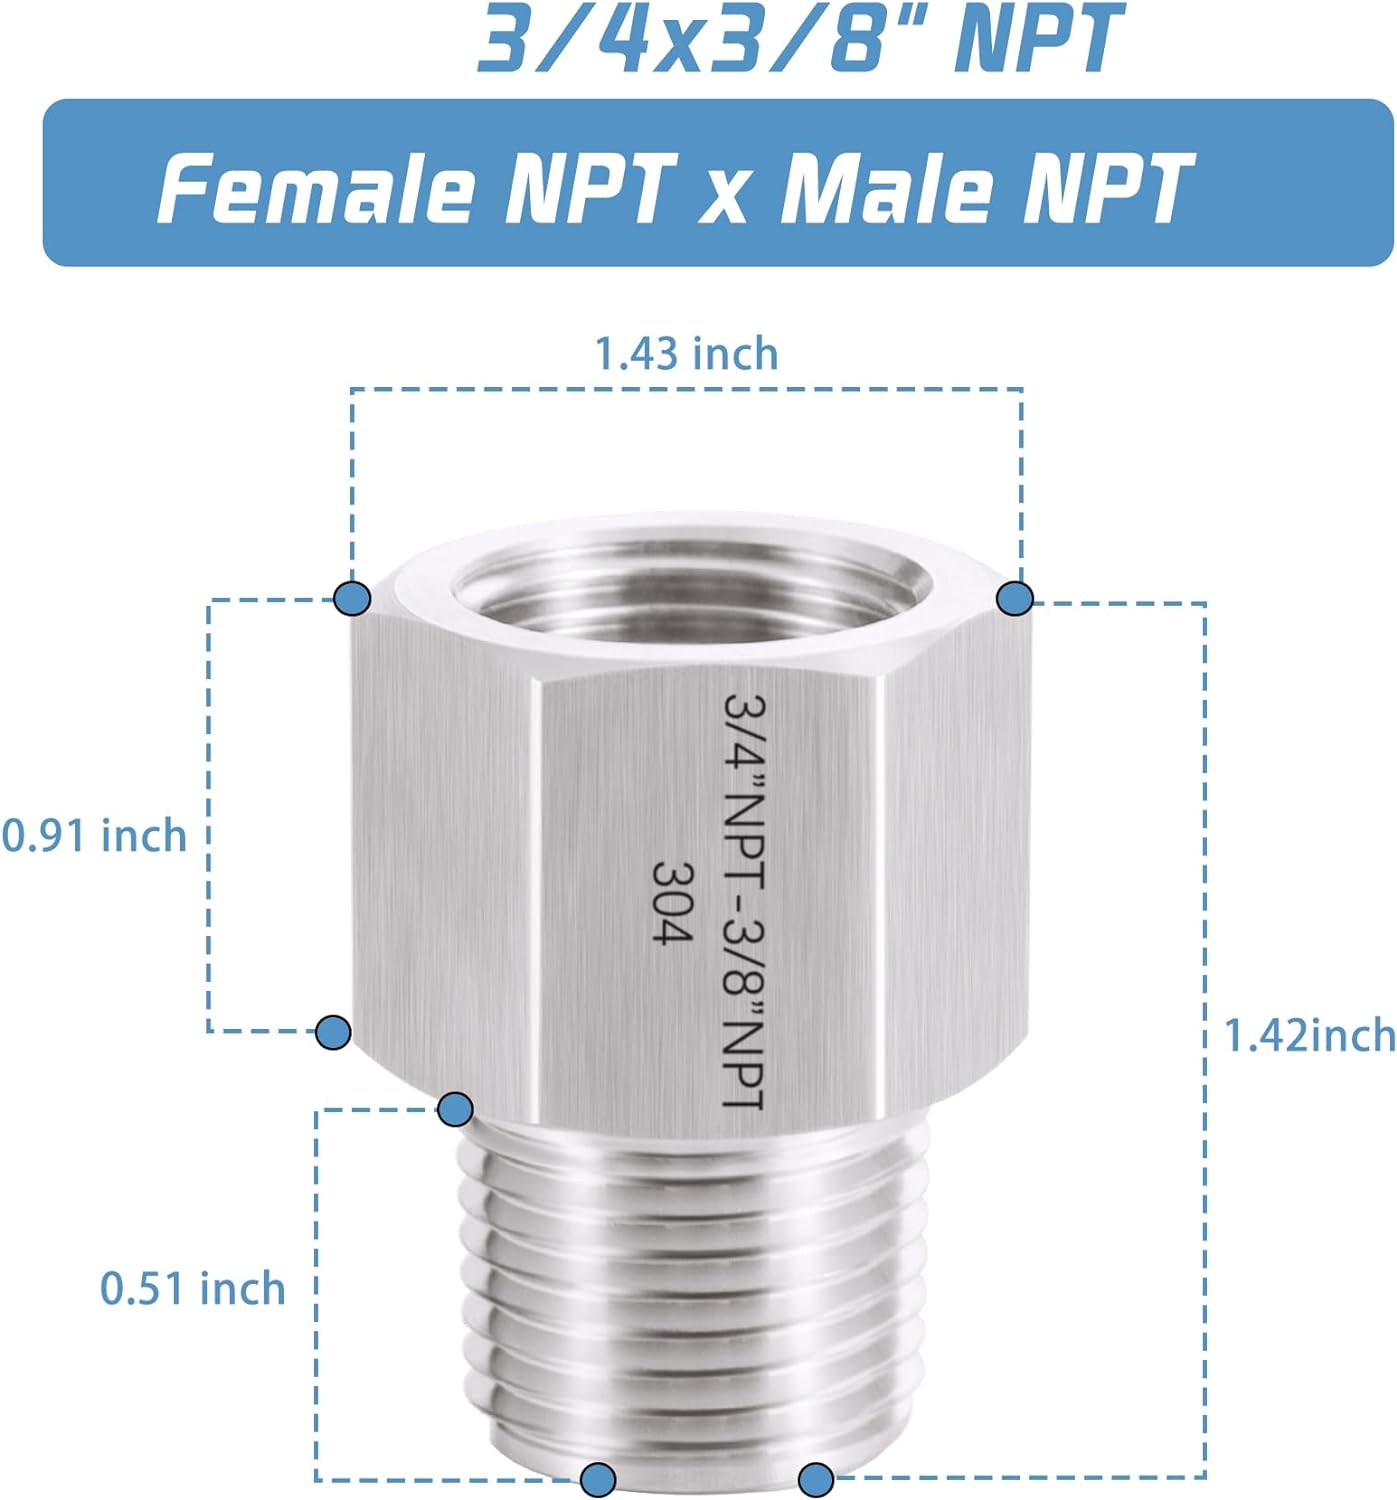 3/4x3/8" NPT
Female NPT x Male NPT
1.43 inch
0.91 inch
3/4”NPT-3/8”NPT
304
1.42inch
0.51 inch